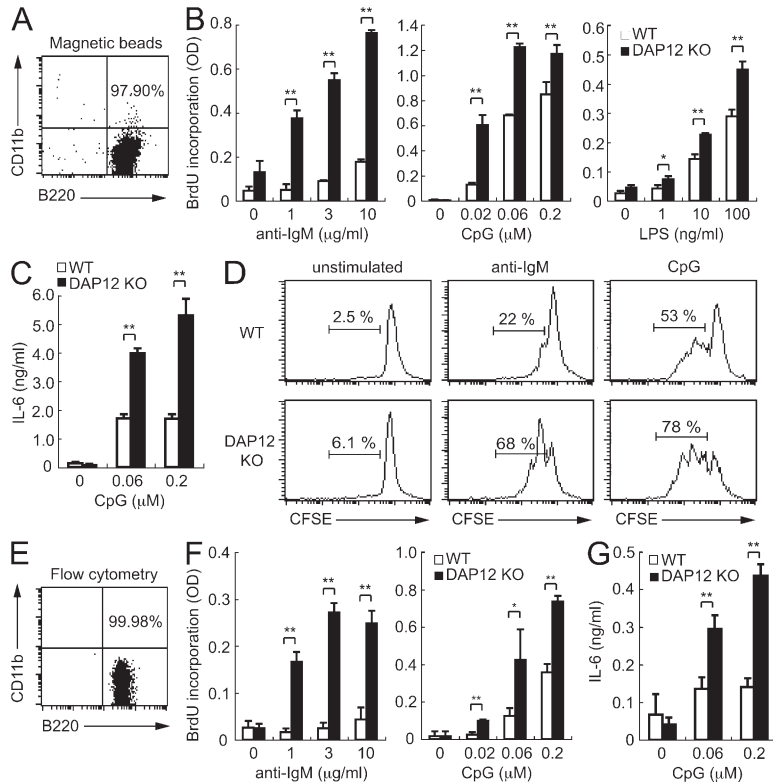 A
Magnetic beads
97.90%
CD11b
B220
B
BrdU incorporation (OD)
0.8
0.6
0.4
0.2
0
** ** **
0 1 3 10
anti-IgM (μg/ml)
1.4
1.2
1.0
0.8
0.6
0.4
0.2
0
** ** **
0 0.02 0.06 0.2
CpG (μM)
WT
DAP12 KO
0.6
0.5
0.4
0.3
0.2
0.1
0
* ** **
0 1 10 100
LPS (ng/ml)
C
WT
DAP12 KO
IL-6 (ng/ml)
6.0
5.0
4.0
3.0
2.0
1.0
0
** **
0 0.06 0.2
CpG (μM)
D
unstimulated anti-IgM CpG
WT
2.5 % 22 % 53 %
DAP12
KO
6.1 % 68 % 78 %
CFSE CFSE CFSE
E
Flow cytometry
99.98%
CD11b
B220
F
BrdU incorporation (OD)
0.4
0.3
0.2
0.1
0
** ** **
0 1 3 10
anti-IgM (μg/ml)
WT
DAP12 KO
1.0
0.8
0.6
0.4
0.2
0
** * **
0 0.02 0.06 0.2
CpG (μM)
G
WT
DAP12 KO
IL-6 (ng/ml)
0.5
0.4
0.3
0.2
0.1
0
** **
0 0.06 0.2
CpG (μM)